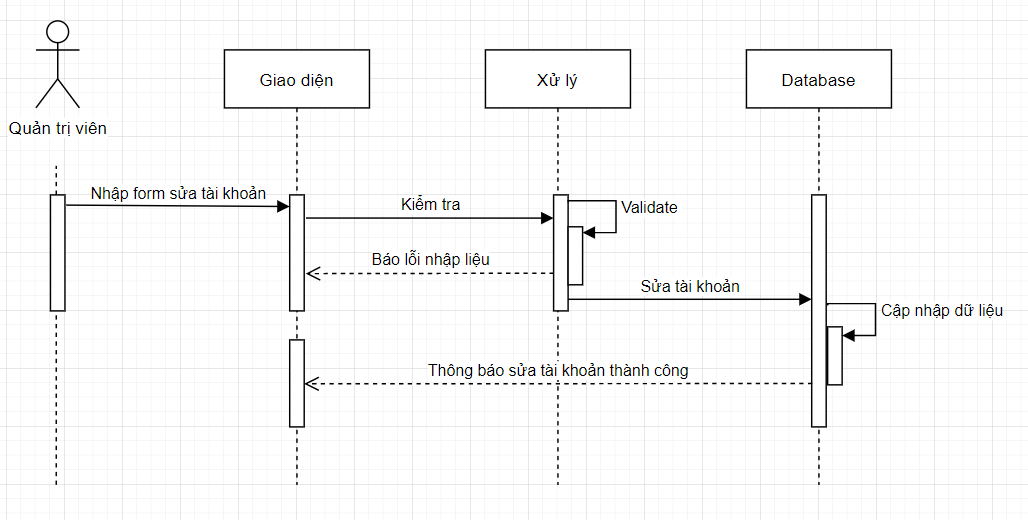 Giao diện
Xử lý
Database
Quản trị viên
Nhập form sửa tài khoản
Kiểm tra
Validate
Báo lỗi nhập liệu
Sửa tài khoản
Cập nhập dữ liệu
Thông báo sửa tài khoản thành công